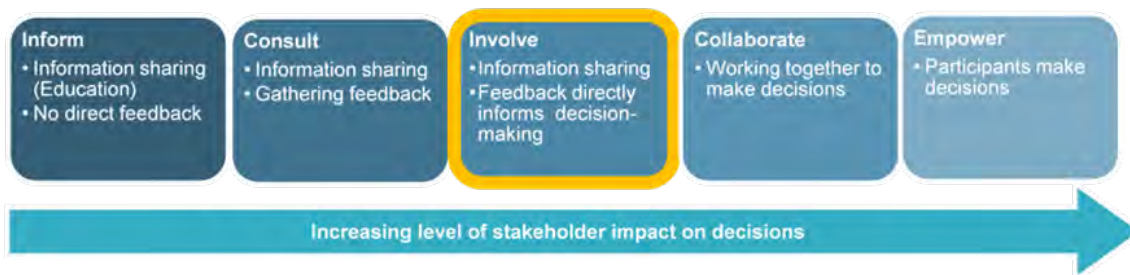 Inform
• Information sharing
(Education)
• No direct feedback
Consult
• Information sharing
• Gathering feedback
Involve
•Information sharing
•Feedback directly
informs decision-
making
Collaborate
• Working together to
make decisions
Empower
• Participants make
decisions
Increasing level of stakeholder impact on decisions